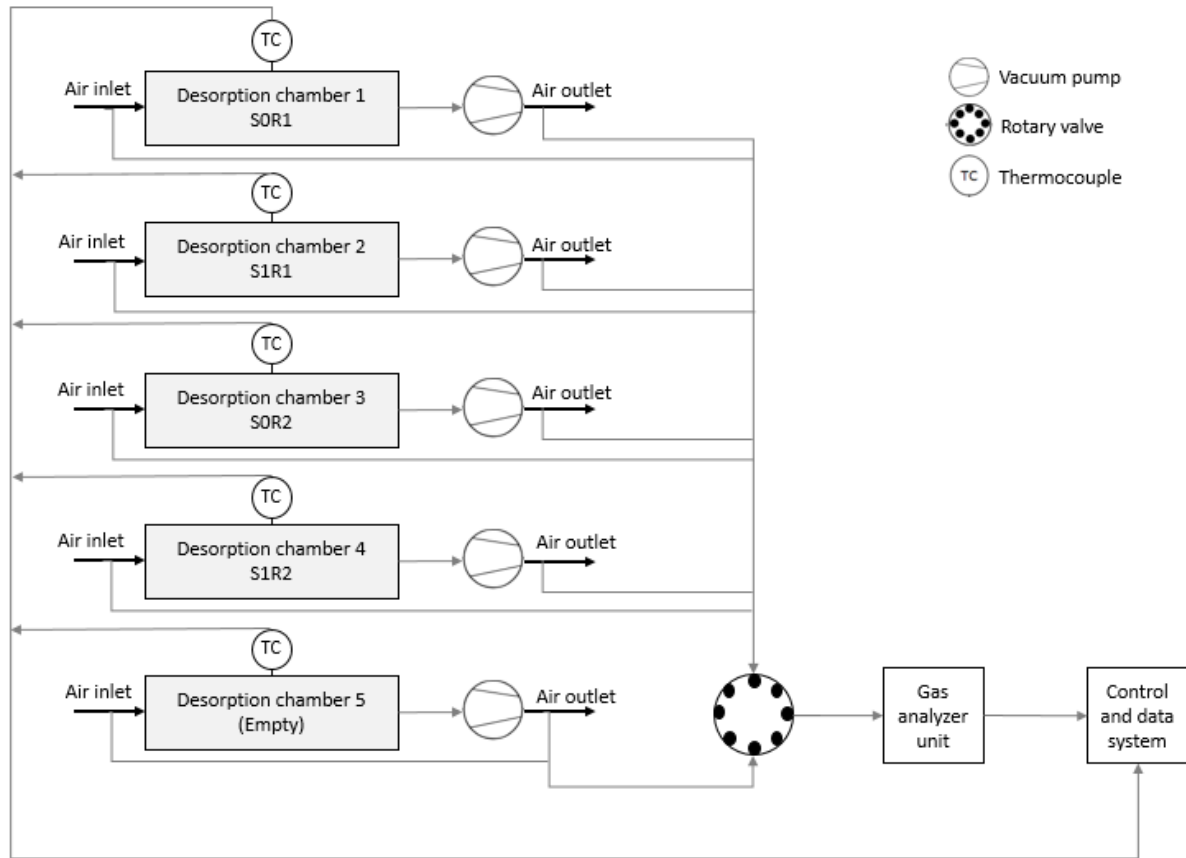 TC
Air inlet
Desorption chamber 1
S0R1
Air outlet
Vacuum pump
Rotary valve
TC
Thermocouple
TC
Air inlet
Desorption chamber 2
S1R1
Air outlet
TC
Air inlet
Desorption chamber 3
S0R2
Air outlet
TC
Air inlet
Desorption chamber 4
S1R2
Air outlet
TC
Air inlet
Desorption chamber 5
(Empty)
Air outlet
Gas
analyzer
unit
Control
and data
system